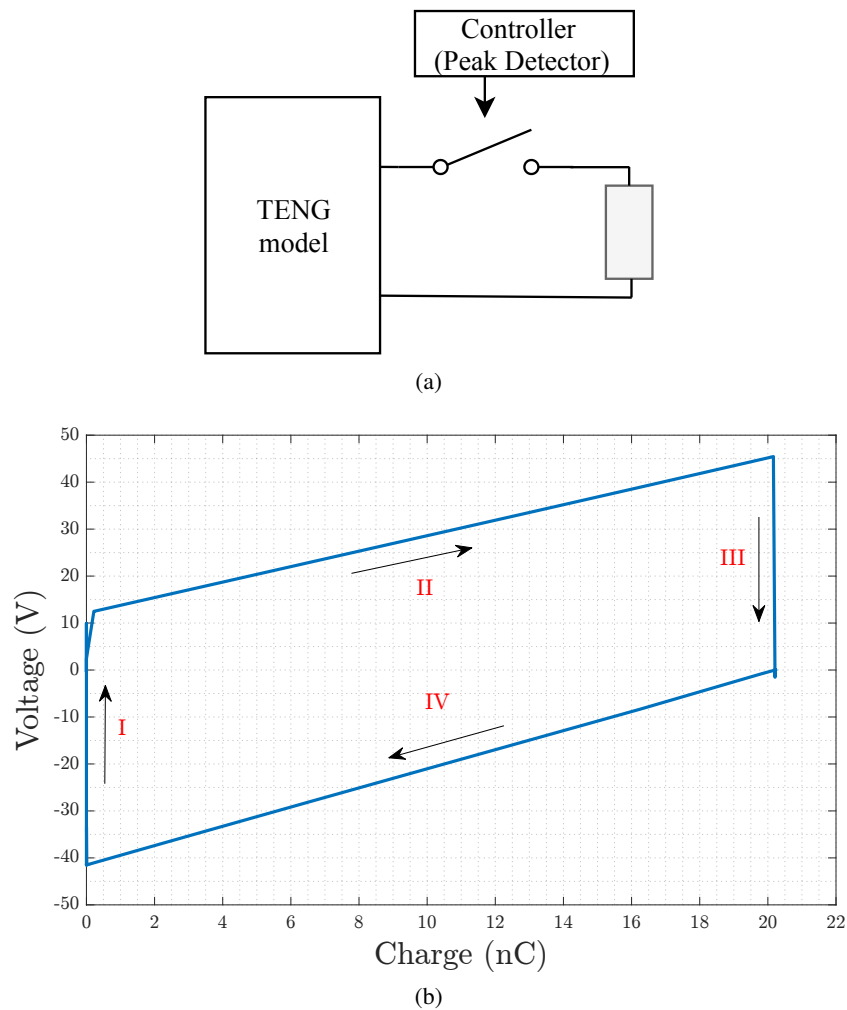 Controller
(Peak Detector)
TENG
model
(a)
50
40
30
20
10
0
-10
-20
-30
-40
-50
Voltage (V)
I
II
III
IV
0 2 4 6 8 10 12 14 16 18 20 22
Charge (nC)
(b)